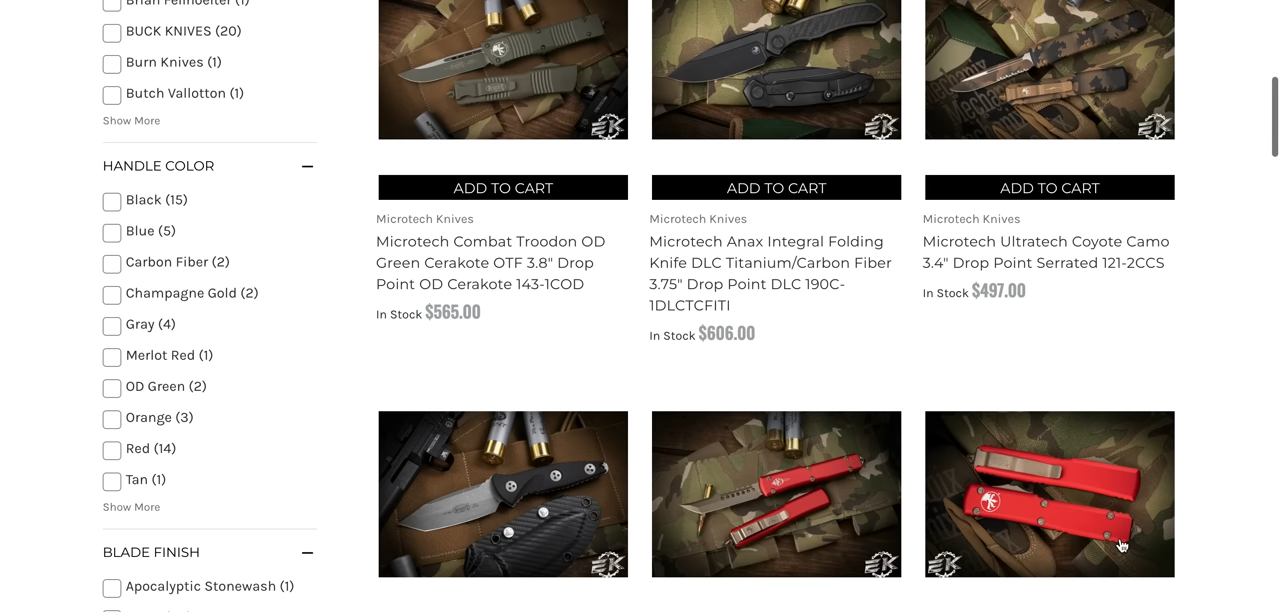 Brian Fellhoelter (1)
BUCK KNIVES (20)
Burn Knives (1)
Butch Vallotton (1)
Show More
HANDLE COLOR
Black (15)
Blue (5)
Carbon Fiber (2)
Champagne Gold (2)
Gray (4)
Merlot Red (1)
OD Green (2)
Orange (3)
Red (14)
Tan (1)
Show More
BLADE FINISH
Apocalyptic Stonewash (1)
EK
EK
EK
ADD TO CART
ADD TO CART
ADD TO CART
Microtech Knives
Microtech Combat Troodon OD
Green Cerakote OTF 3.8" Drop
Point OD Cerakote 143-1COD
In Stock $565.00
Microtech Knives
Microtech Anax Integral Folding
Knife DLC Titanium/Carbon Fiber
3.75" Drop Point DLC 190C-
1DLCTCFITI
In Stock $606.00
Microtech Knives
Microtech Ultratech Coyote Camo
3.4" Drop Point Serrated 121-2CCS
In Stock $497.00
EK
EK